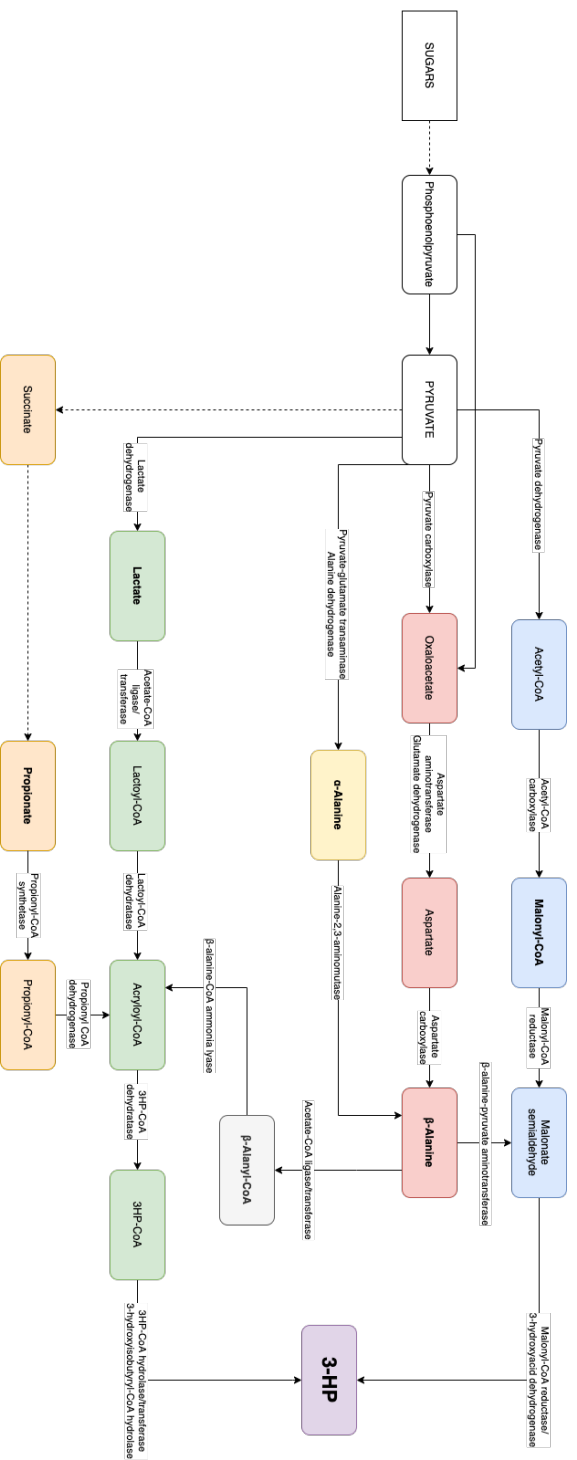 SUGARS
Phosphoenolpyruvate
PYRUVATE
Pyruvate dehydrogenase
Acetyl-CoA
Acetyl-CoA
carboxylase
Malonyl-CoA
Malonyl-CoA
reductase
Malonate
semialdehyde
Malonyl-CoA reductase/
3-hydroxyacid dehydrogenase
Pyruvate carboxylase
Oxaloacetate
Aspartate
aminotransferase
Glutamate dehydrogenase
Aspartate
Aspartate
carboxylase
β-Alanine
β-alanine-pyruvate aminotransferase
Pyruvate-glutamate transaminase
Alanine dehydrogenase
α-Alanine
Alanine-2,3-aminomutase
Acetate-CoA ligase/transferase
β-Alanyl-CoA
β-alanine-CoA ammonia lyase
3-HP
Lactate
dehydrogenase
Lactate
Acetate-CoA
ligase/
transferase
Lactoyl-CoA
Lactoyl-CoA
dehydratase
Acryloyl-CoA
3HP-CoA
dehydratase
3HP-CoA
3HP-CoA hydrolase/transferase
3-hydroxyisobutyryl-CoA hydrolase
Succinate
Propionate
Propionyl-CoA
synthetase
Propionyl-CoA
Propionyl CoA
dehydrogenase